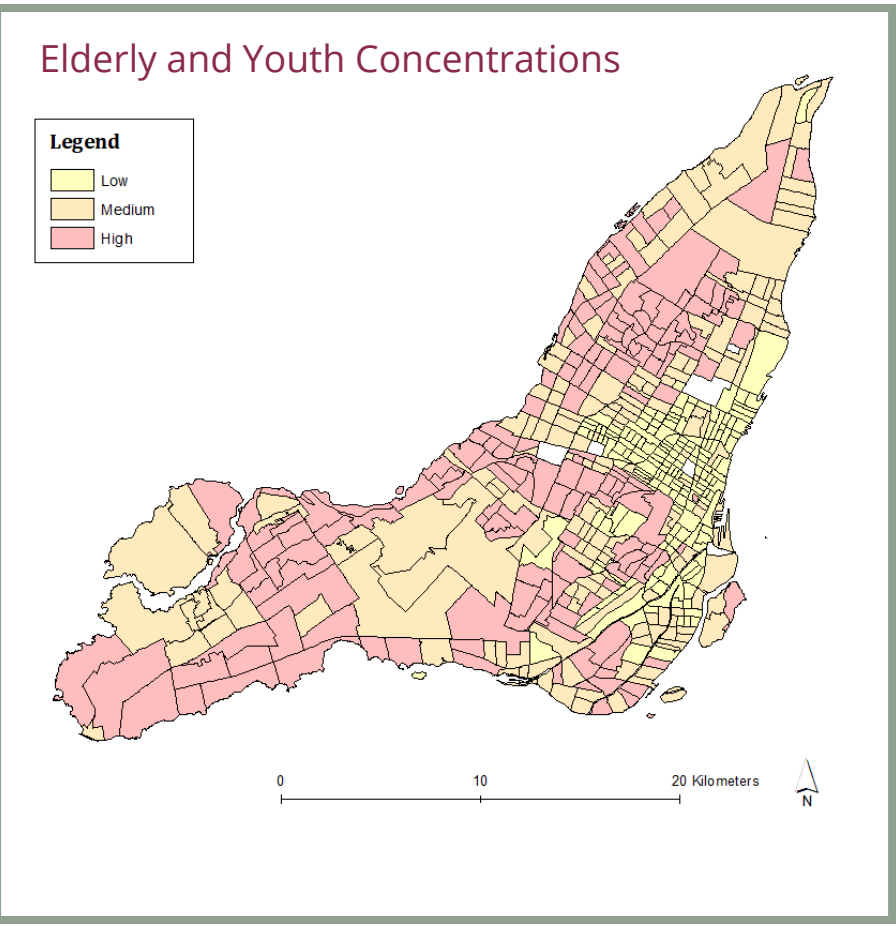 Elderly and Youth Concentrations
Legend
Low
Medium
High
0 10 20 Kilometers
N